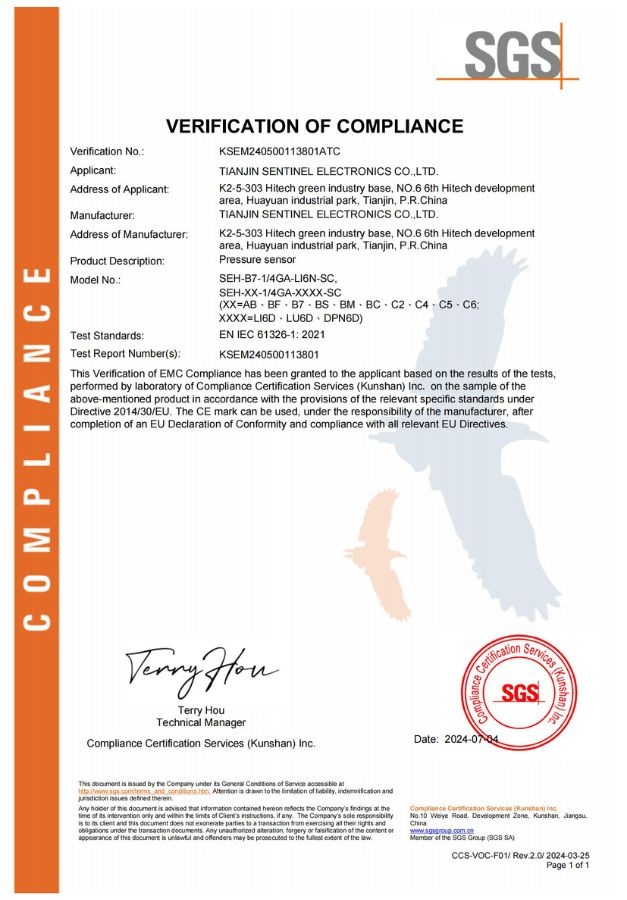 COMPLIANCE
SGS
VERIFICATION OF COMPLIANCE
Verification No.: KSEM240500113801ATC
Applicant: TIANJIN SENTINEL ELECTRONICS CO.,LTD.
Address of Applicant: K2-5-303 Hitech green industry base, NO.6 6th Hitech development
area, Huayuan industrial park, Tianjin, P.R.China
Manufacturer: TIANJIN SENTINEL ELECTRONICS CO.,LTD.
Address of Manufacturer: K2-5-303 Hitech green industry base, NO.6 6th Hitech development
area, Huayuan industrial park, Tianjin, P.R.China
Product Description: Pressure sensor
Model No.: SEH-B7-1/4GA-LI6N-SC,
SEH-XX-1/4GA-XXXX-SC
(XX=AB、BF、B7、BS、BM、BC、C2、C4、C5、C6;
XXXX=LI6D、LU6D、DPN6D)
Test Standards: EN IEC 61326-1: 2021
Test Report Number(s): KSEM240500113801
This Verification of EMC Compliance has been granted to the applicant based on the results of the tests,
performed by laboratory of Compliance Certification Services (Kunshan) Inc. on the sample of the
above-mentioned product in accordance with the provisions of the relevant specific standards under
Directive 2014/30/EU. The CE mark can be used, under the responsibility of the manufacturer, after
completion of an EU Declaration of Conformity and compliance with all relevant EU Directives.
Terry Hou
Terry Hou
Technical Manager
Compliance Certification Services (Kunshan) Inc.
Compliance Certification Services (Kunshan) Inc.
SGS
Date: 2024-07-04
This document is issued by the Company under its General Conditions of Service accessible at
http://www.sgs.com/terms_and_conditions.htm. Attention is drawn to the limitation of liability, indemnification and
jurisdiction issues defined therein.
Any holder of this document is advised that information contained hereon reflects the Company's findings at the
time of its intervention only and within the limits of Client's instructions, if any. The Company's sole responsibility
is to its client and this document does not exonerate parties to a transaction from exercising all their rights and
obligations under the transaction documents. Any unauthorized alteration, forgery or falsification of the content or
appearance of this document is unlawful and offenders may be prosecuted to the fullest extent of the law.
Compliance Certification Services (Kunshan) Inc.
No.10 Weiye Road, Development Zone, Kunshan, Jiangsu,
China
www.sgsgroup.com.cn
Member of the SGS Group (SGS SA)
CCS-VOC-F01/ Rev.2.0/ 2024-03-25
Page 1 of 1